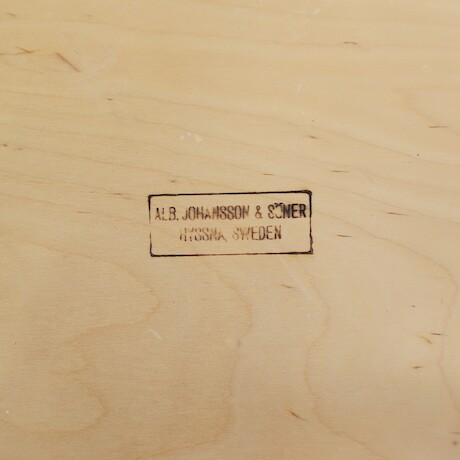 ALB. JOHANSSON & SÖNER
HYSSNA, SWEDEN